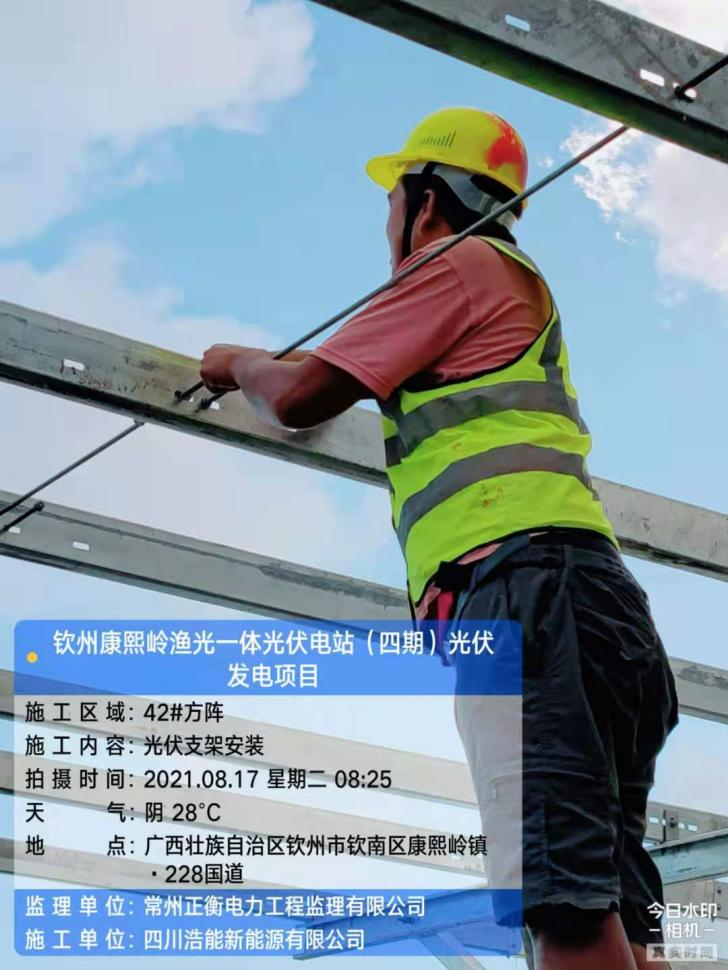 钦州康熙岭渔光一体光伏电站（四期）光伏
发电项目
施工区域：42#方阵
施工内容：光伏支架安装
拍摄时间：2021.08.17 星期二 08:25
天气：阴 28°C
地点：广西壮族自治区钦州市钦南区康熙岭镇
·228国道
监理单位：常州正衡电力工程监理有限公司
施工单位：四川浩能新能源有限公司
今日水印
-相机-
真实时间